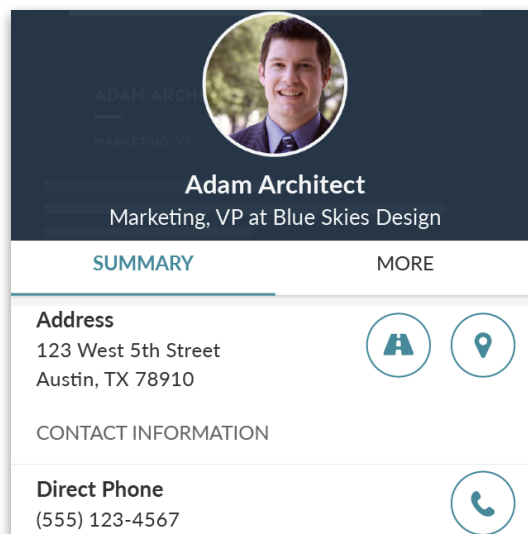 ADAM ARCHI
MARKETING, VP
Adam Architect
Marketing, VP at Blue Skies Design
SUMMARY
MORE
Address
123 West 5th Street
Austin, TX 78910
CONTACT INFORMATION
Direct Phone
(555) 123-4567